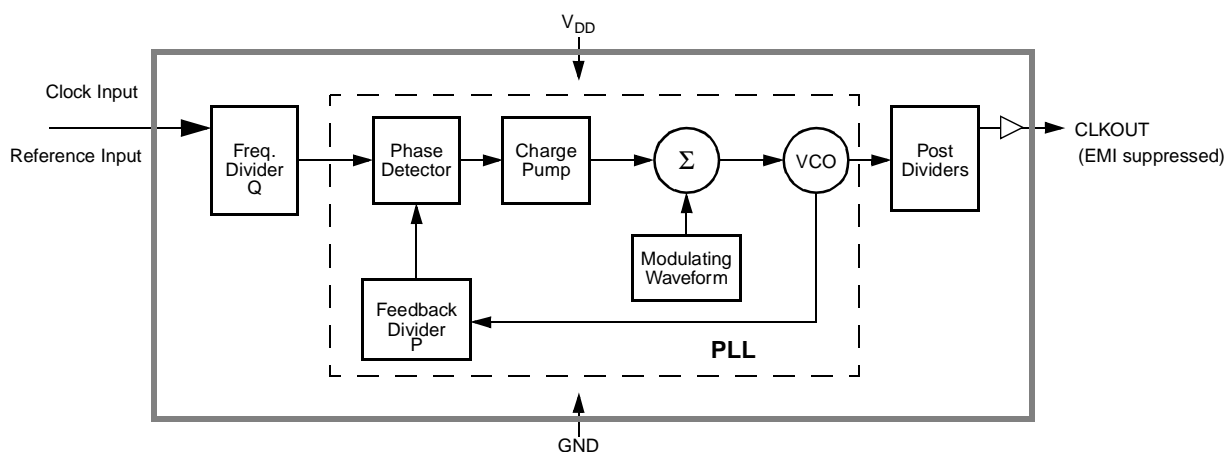 VDD
Clock Input
Reference Input
Freq.
Divider
Q
Phase
Detector
Charge
Pump
Σ
VCO
Post
Dividers
CLKOUT
(EMI suppressed)
Modulating
Waveform
Feedback
Divider
P
PLL
GND